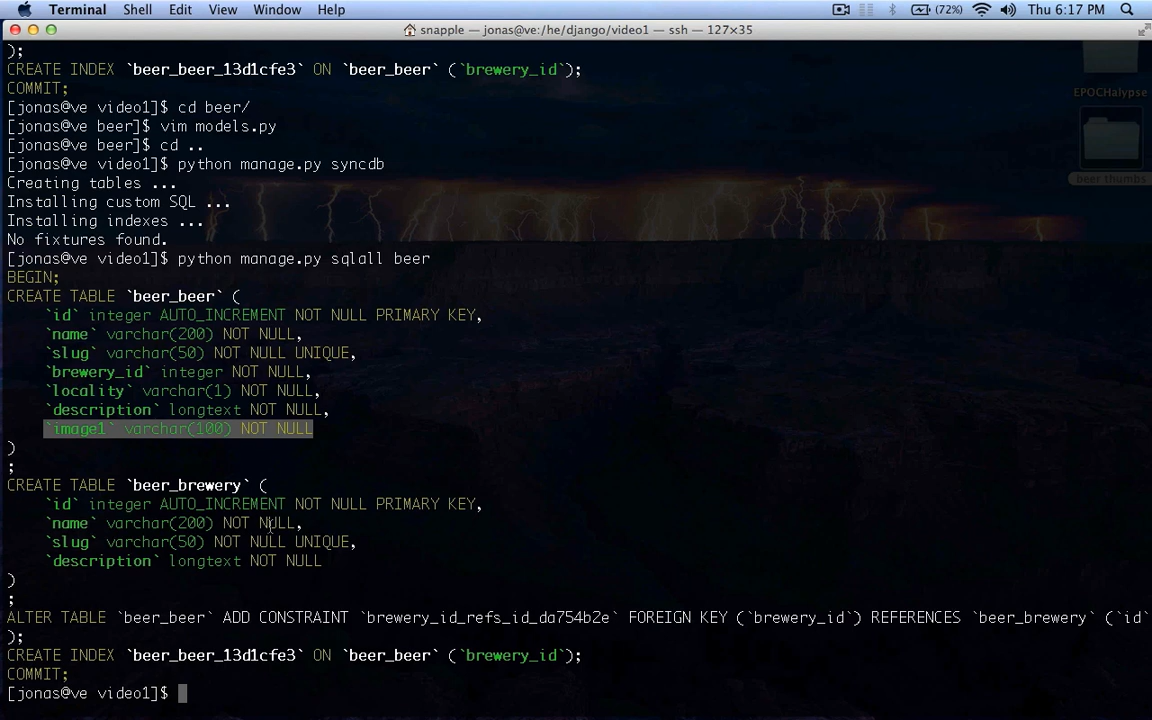 Terminal Shell Edit View Window Help (72%) Thu 6:17 PM
snapple — jonas@ve:/he/django/video1 — ssh — 127×35
);
CREATE INDEX `beer_beer_13d1cfe3` ON `beer_beer` (`brewery_id`);
COMMIT;
[jonas@ve video1]$ cd beer/
[jonas@ve beer]$ vim models.py
[jonas@ve beer]$ cd ..
[jonas@ve video1]$ python manage.py syncdb
Creating tables ...
Installing custom SQL ...
Installing indexes ...
No fixtures found.
[jonas@ve video1]$ python manage.py sqlall beer
BEGIN;
CREATE TABLE `beer_beer` (
    `id` integer AUTO_INCREMENT NOT NULL PRIMARY KEY,
    `name` varchar(200) NOT NULL,
    `slug` varchar(50) NOT NULL UNIQUE,
    `brewery_id` integer NOT NULL,
    `locality` varchar(1) NOT NULL,
    `description` longtext NOT NULL,
    `image1` varchar(100) NOT NULL
)
;
CREATE TABLE `beer_brewery` (
    `id` integer AUTO_INCREMENT NOT NULL PRIMARY KEY,
    `name` varchar(200) NOT NULL,
    `slug` varchar(50) NOT NULL UNIQUE,
    `description` longtext NOT NULL
)
;
ALTER TABLE `beer_beer` ADD CONSTRAINT `brewery_id_refs_id_da754b2e` FOREIGN KEY (`brewery_id`) REFERENCES `beer_brewery` (`id`
);
CREATE INDEX `beer_beer_13d1cfe3` ON `beer_beer` (`brewery_id`);
COMMIT;
[jonas@ve video1]$
EPOCHalypse
beer thumbs